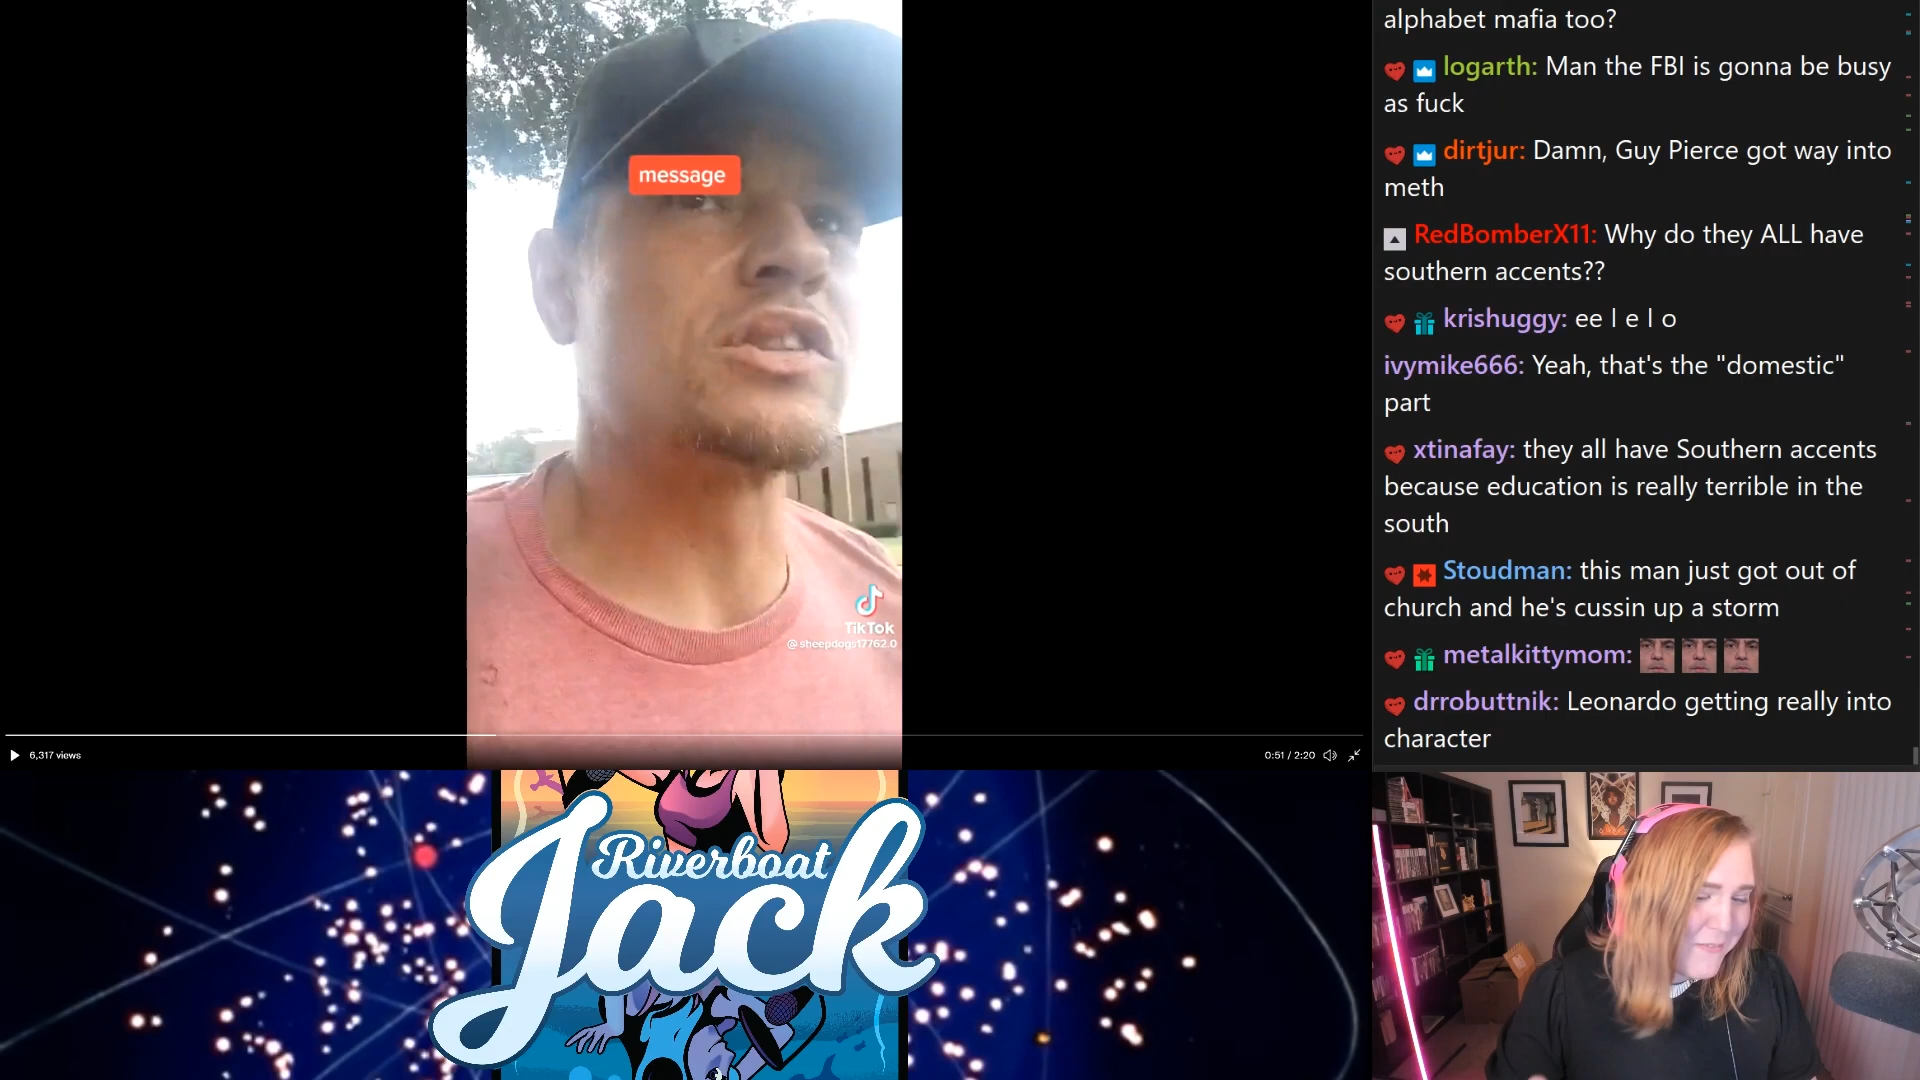 message
TikTok
@sheepdogs17762.0
6,317 views
0:51 / 2:20
Riverboat
Jack
alphabet mafia too?
logarth: Man the FBI is gonna be busy
as fuck
dirtjur: Damn, Guy Pierce got way into
meth
RedBomberX11: Why do they ALL have
southern accents??
krishuggy: ee l e l o
ivymike666: Yeah, that's the "domestic"
part
xtinafay: they all have Southern accents
because education is really terrible in the
south
Stoudman: this man just got out of
church and he's cussin up a storm
metalkittymom:
drrobuttnik: Leonardo getting really into
character